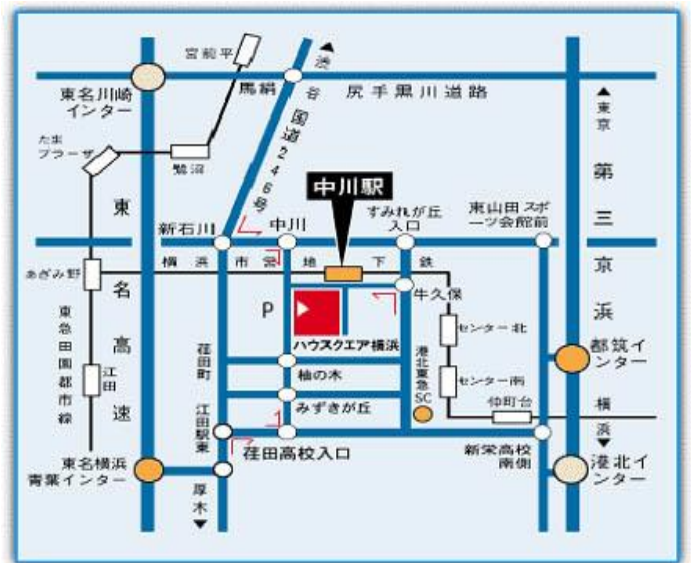 宮前平
渋谷
東名川崎
インター
馬絹
尻手黒川道路
東京
たま
プラーザ
鷺沼
国道246号
第三京浜
中川駅
すみれが丘
入口
東山田スポ
ーツ会館前
東名高速
新石川
中川
横浜市営地下鉄
あざみ野
P
牛久保
ハウスクエア横浜
センター北
都筑イ
ンター
東急田園都市線
江田
荏田町
柚の木
港北東急SC
センター南
仲町台
横浜
みずきが丘
江田駅東
荏田高校入口
新栄高校
南側
東名横浜
青葉インター
厚木
港北イ
ンター